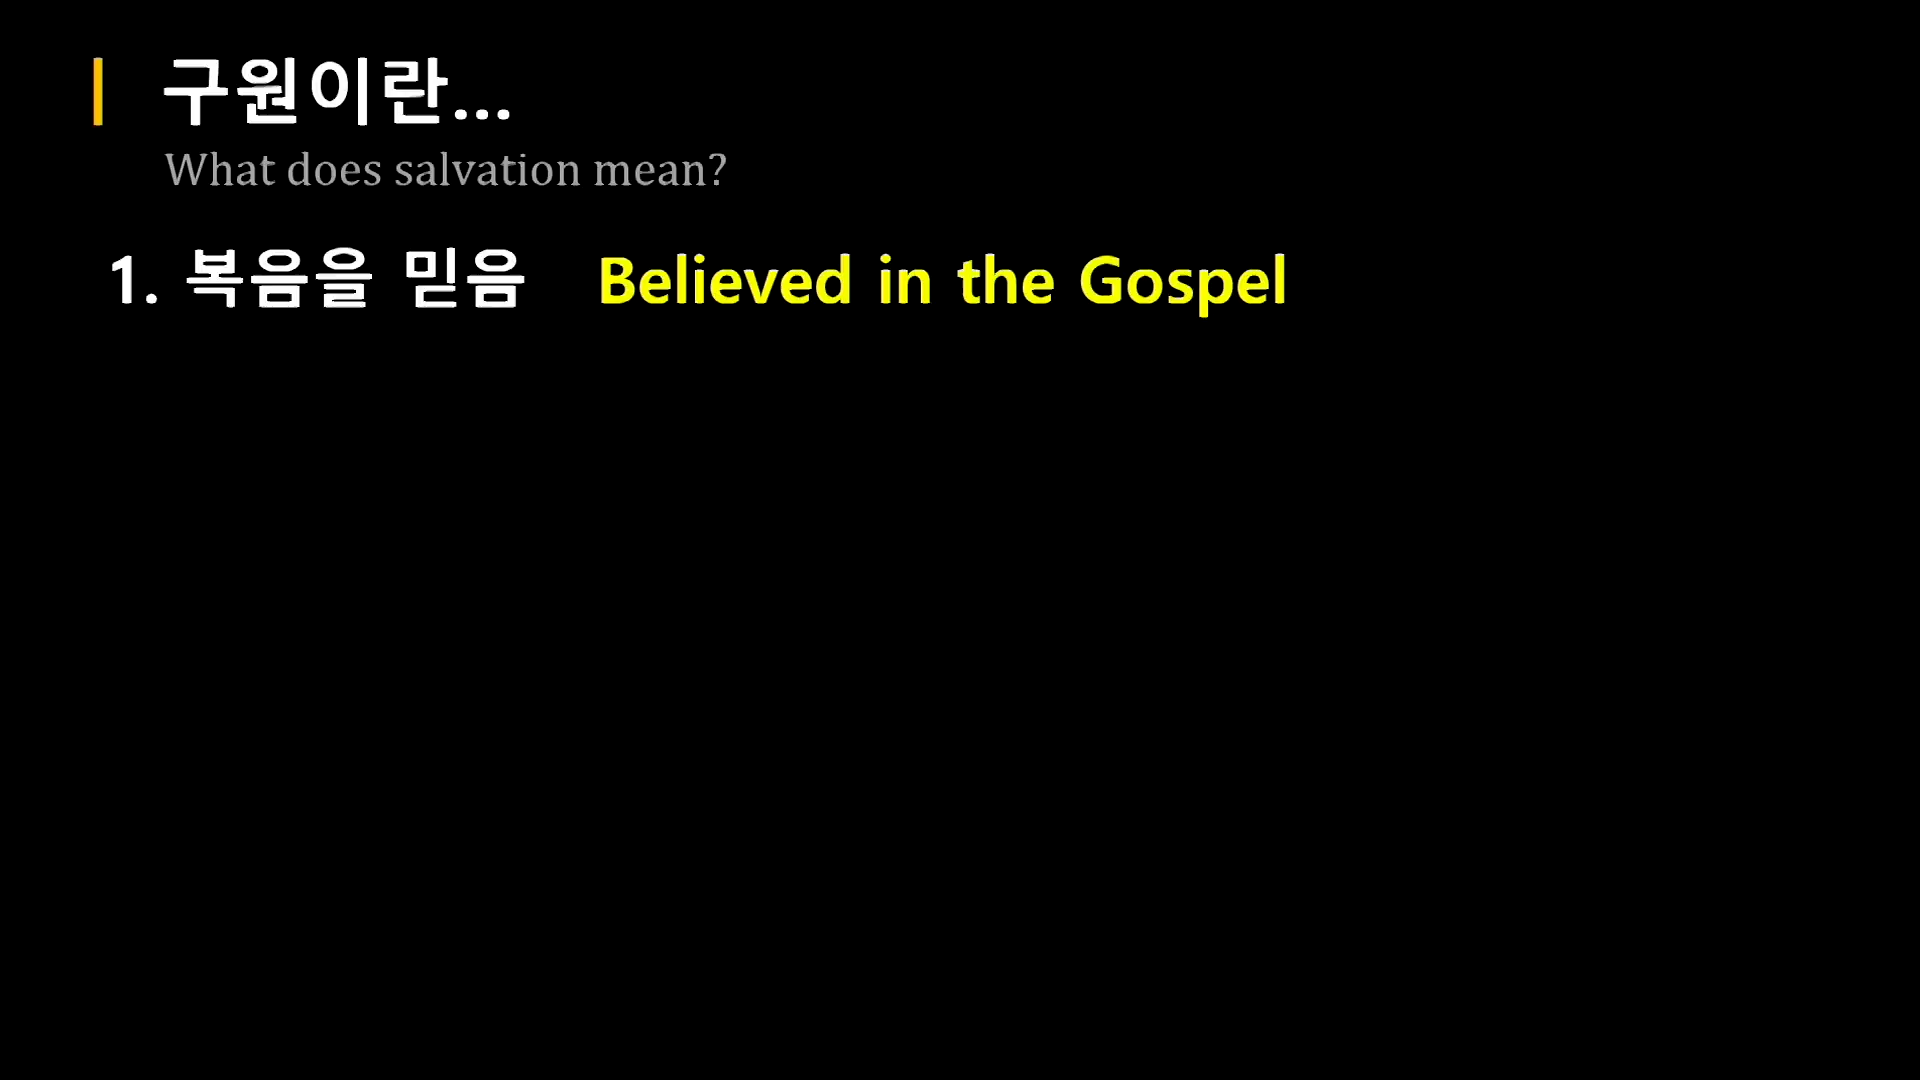 구원이란...
What does salvation mean?
1. 복음을 믿음 Believed in the Gospel